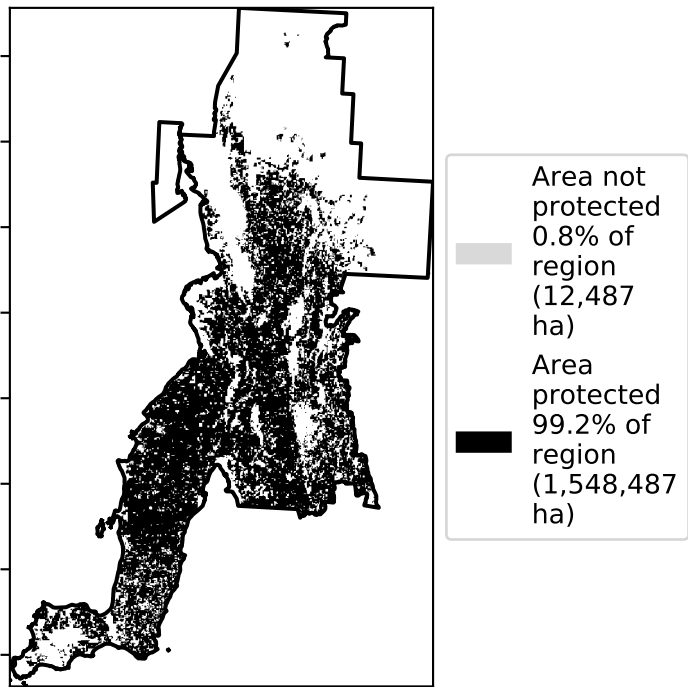 Area not
protected
0.8% of
region
(12,487
ha)
Area
protected
99.2% of
region
(1,548,487
ha)